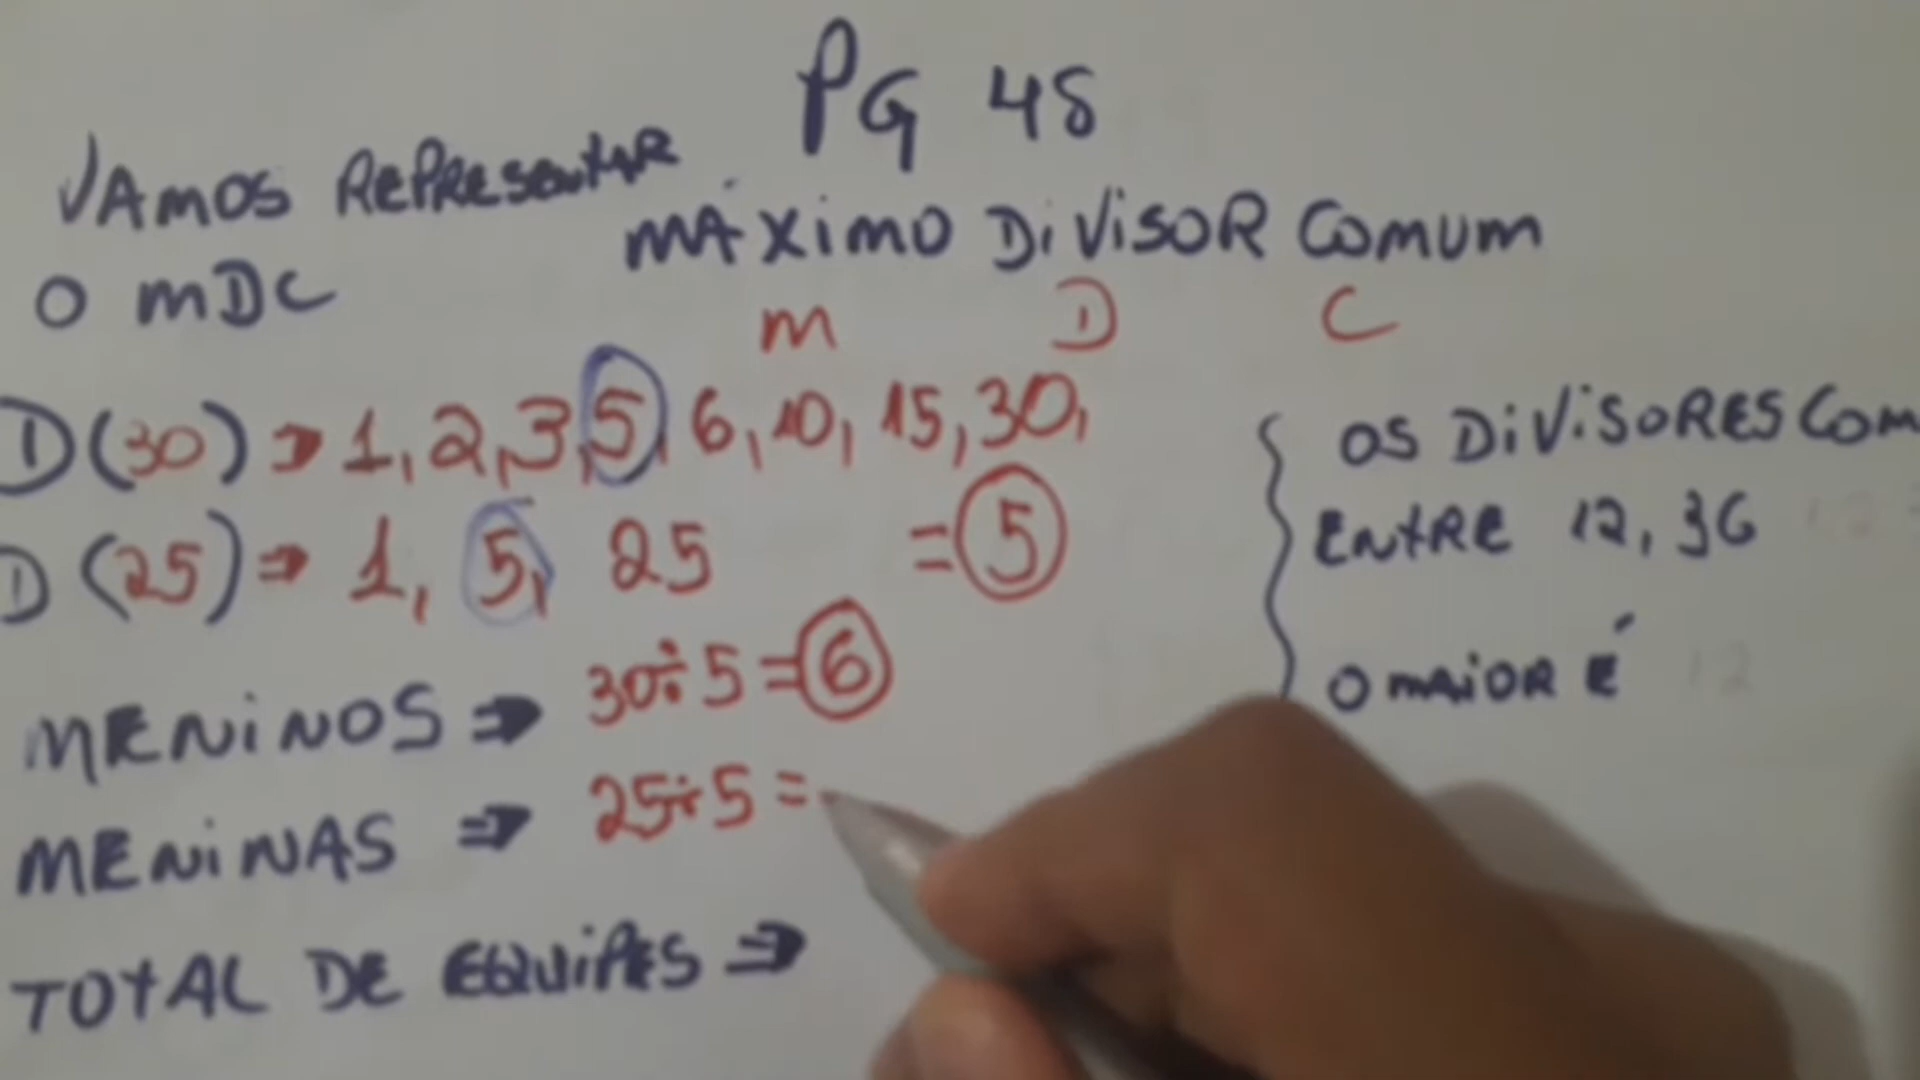 PG 48
VAMOS REPRESENTAR
O MDC
MÁXIMO DIVISOR COMUM
M D C
D(30) ⇒ 1, 2, 3, 5, 6, 10, 15, 30,
D(25) ⇒ 1, 5, 25 = 5
MENINOS ⇒ 30÷5 = 6
MENINAS ⇒ 25÷5 =
TOTAL DE EQUIPES ⇒
OS DIVISORES COM
ENTRE 12, 36
O MAIOR É 12